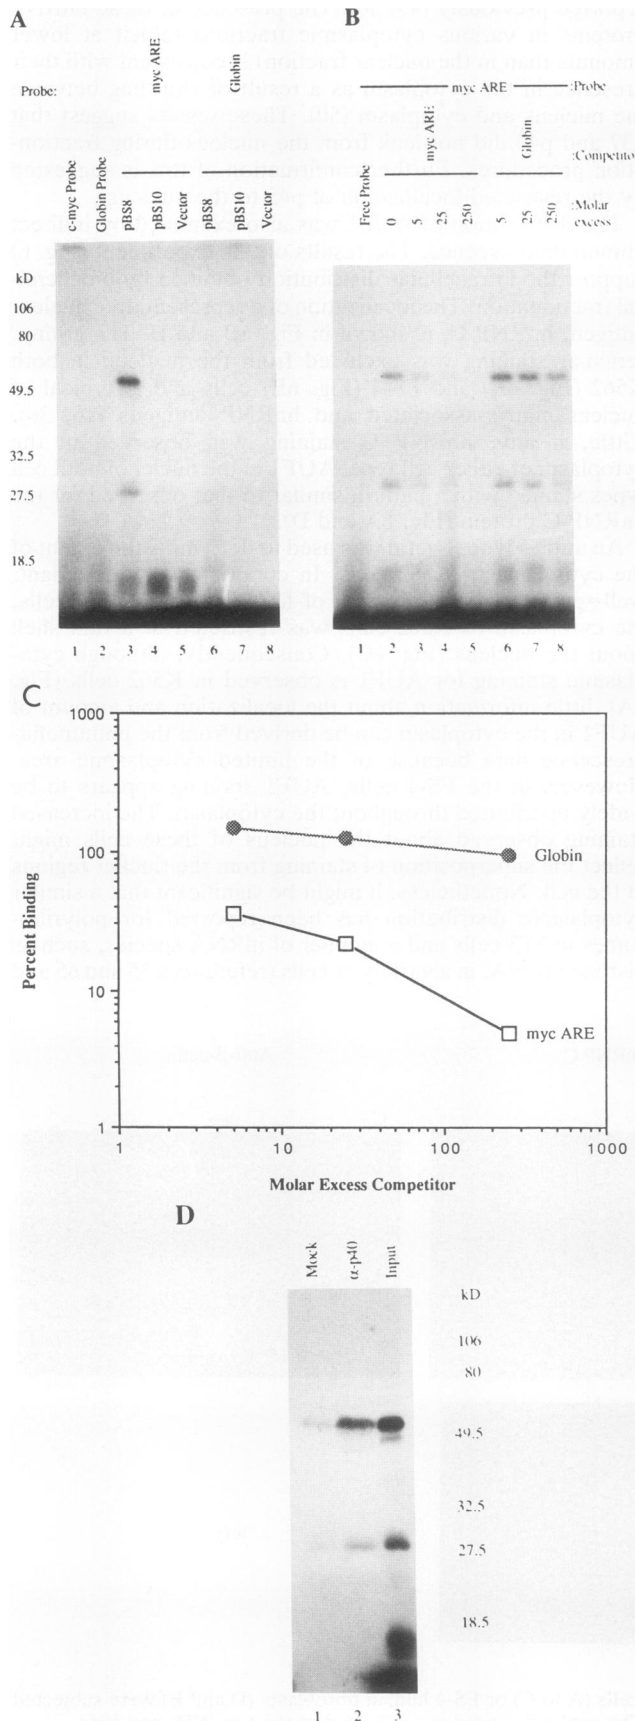 A
Probe:
myc ARE
Globin
c-myc Probe
Globin Probe
pBS8
pBS10
Vector
pBS8
pBS10
Vector
kD
106
80
49.5
32.5
27.5
18.5
1 2 3 4 5 6 7 8
B
myc ARE :Probe
myc ARE
Globin
:Competitor
Free Probe
0
5
25
250
5
25
250
:Molar excess
1 2 3 4 5 6 7 8
C
1000
100
10
1
Percent Binding
Globin
myc ARE
1 10 100 1000
Molar Excess Competitor
D
Mock
α-p40
Input
kD
106
80
49.5
32.5
27.5
18.5
1 2 3